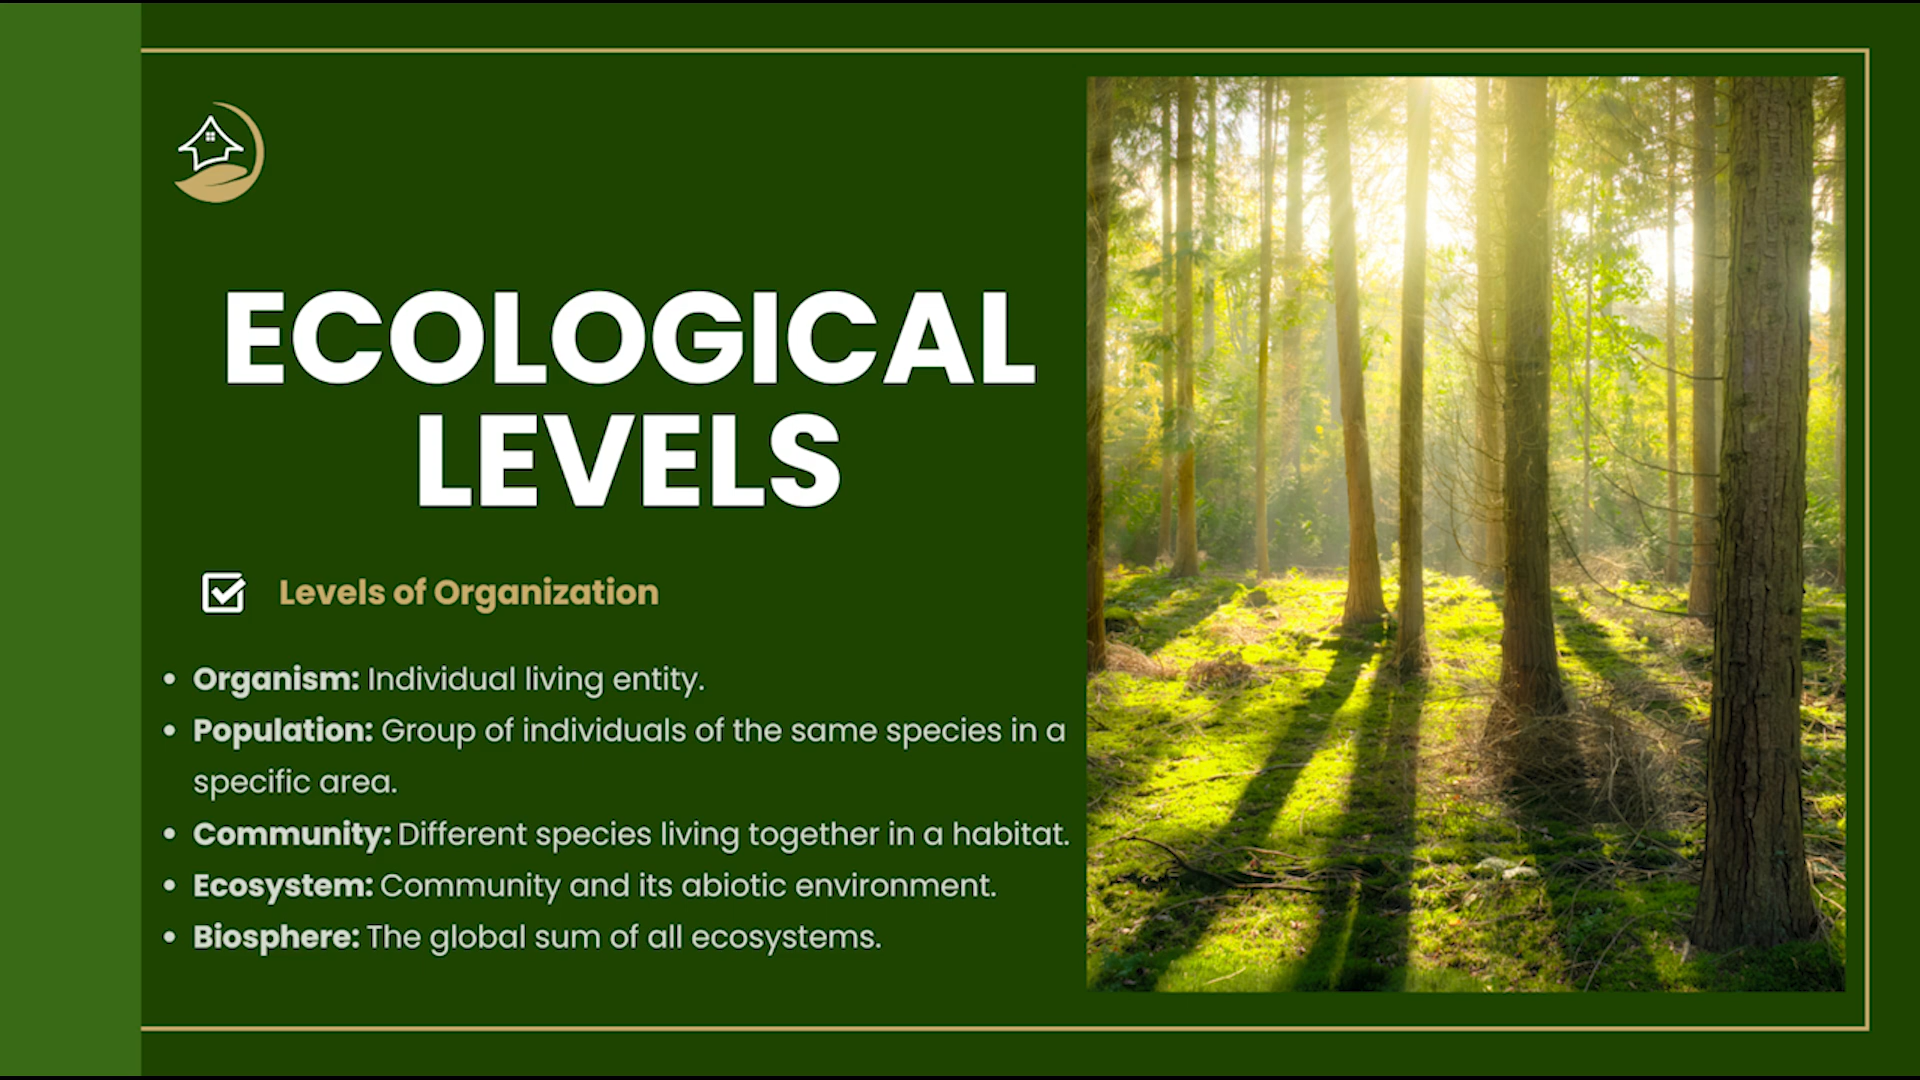 ECOLOGICAL
LEVELS
Levels of Organization
• Organism: Individual living entity.
• Population: Group of individuals of the same species in a
specific area.
• Community: Different species living together in a habitat.
• Ecosystem: Community and its abiotic environment.
• Biosphere: The global sum of all ecosystems.